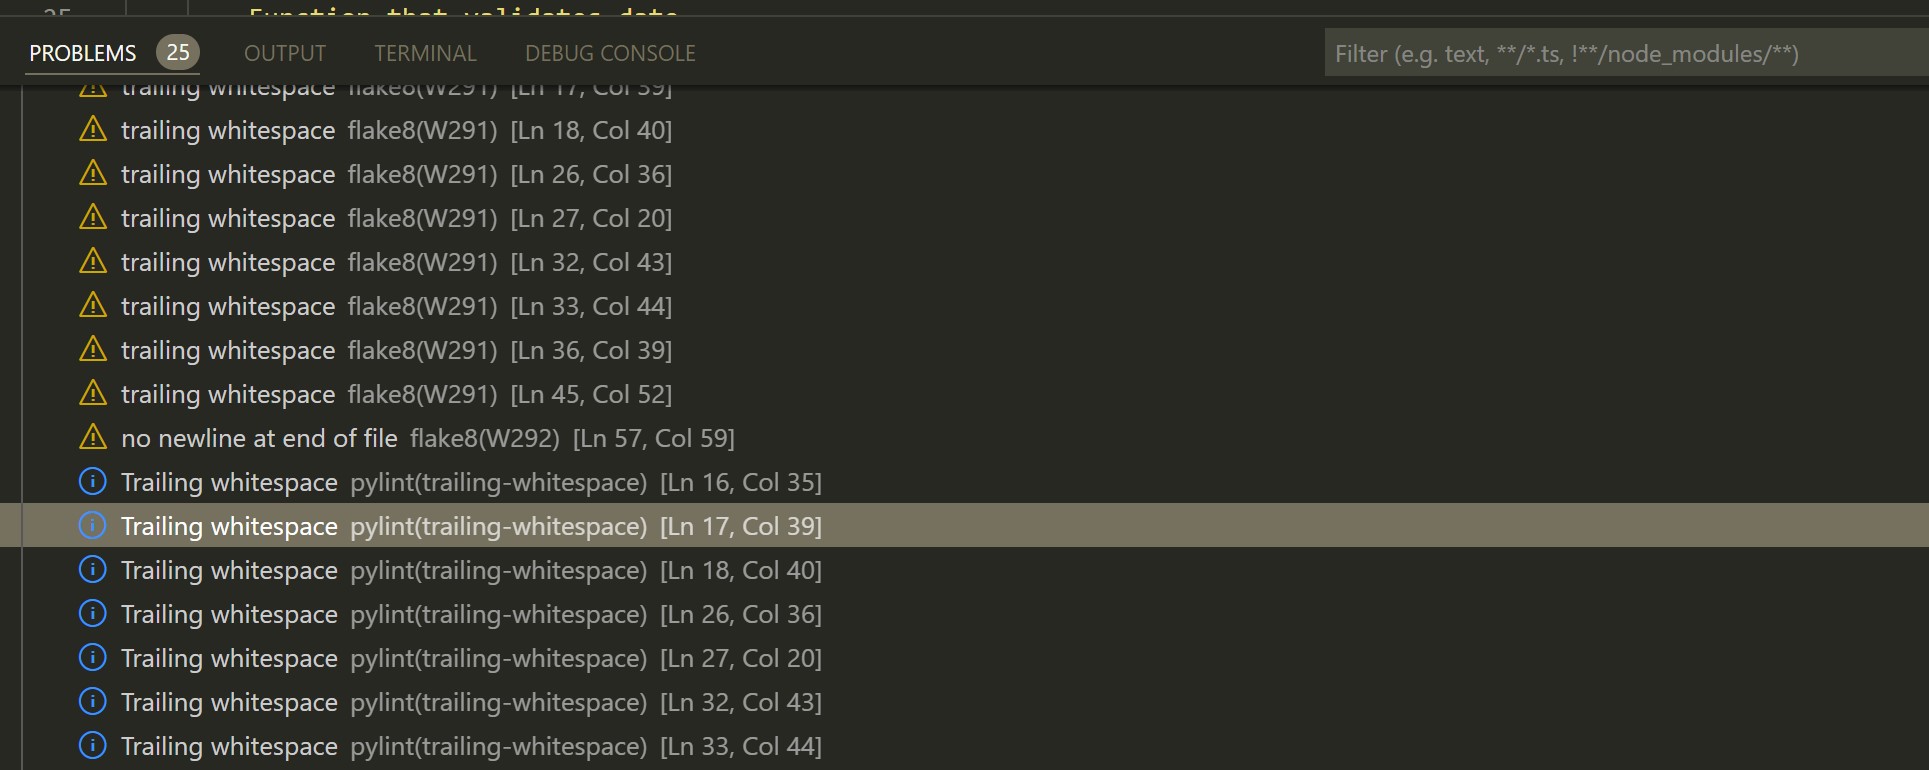 25 Function that validates date
PROBLEMS 25 OUTPUT TERMINAL DEBUG CONSOLE Filter (e.g. text, **/*.ts, !**/node_modules/**)
trailing whitespace flake8(W291) [Ln 17, Col 39]
trailing whitespace flake8(W291) [Ln 18, Col 40]
trailing whitespace flake8(W291) [Ln 26, Col 36]
trailing whitespace flake8(W291) [Ln 27, Col 20]
trailing whitespace flake8(W291) [Ln 32, Col 43]
trailing whitespace flake8(W291) [Ln 33, Col 44]
trailing whitespace flake8(W291) [Ln 36, Col 39]
trailing whitespace flake8(W291) [Ln 45, Col 52]
no newline at end of file flake8(W292) [Ln 57, Col 59]
Trailing whitespace pylint(trailing-whitespace) [Ln 16, Col 35]
Trailing whitespace pylint(trailing-whitespace) [Ln 17, Col 39]
Trailing whitespace pylint(trailing-whitespace) [Ln 18, Col 40]
Trailing whitespace pylint(trailing-whitespace) [Ln 26, Col 36]
Trailing whitespace pylint(trailing-whitespace) [Ln 27, Col 20]
Trailing whitespace pylint(trailing-whitespace) [Ln 32, Col 43]
Trailing whitespace pylint(trailing-whitespace) [Ln 33, Col 44]